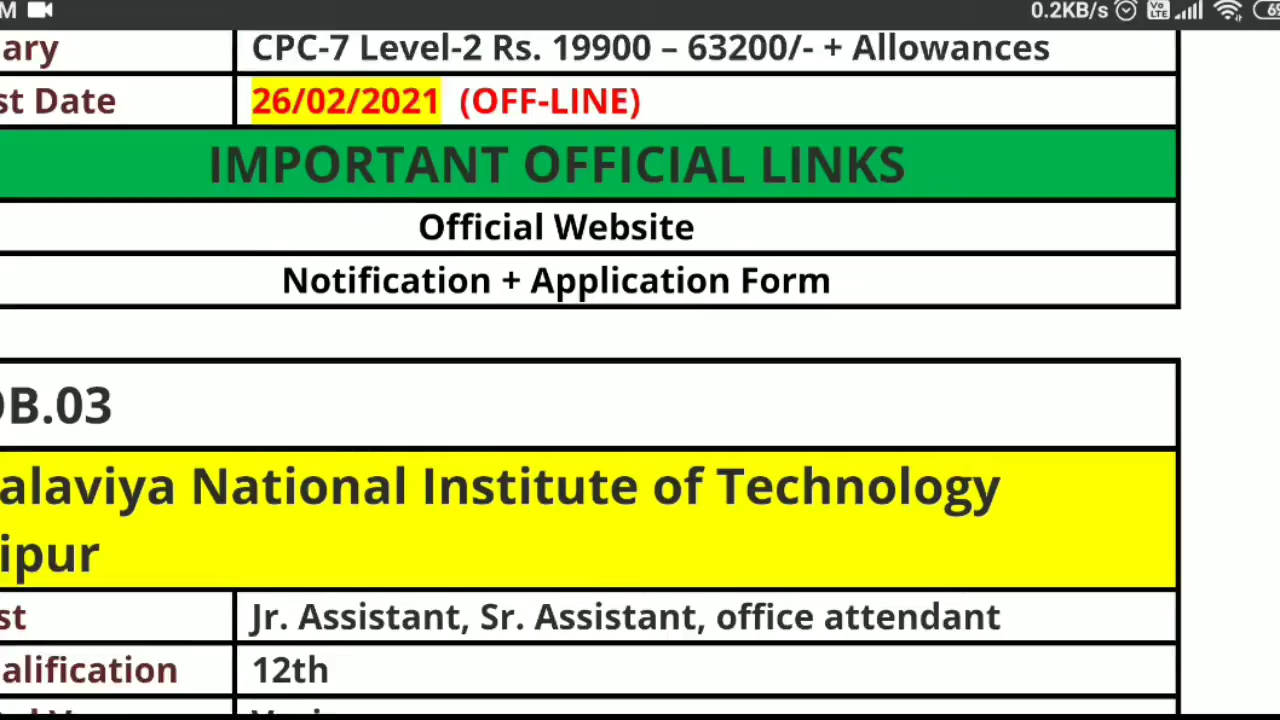 M 0.2KB/s Vo LTE
ary CPC-7 Level-2 Rs. 19900 – 63200/- + Allowances
st Date 26/02/2021 (OFF-LINE)
IMPORTANT OFFICIAL LINKS
Official Website
Notification + Application Form
OB.03
alaviya National Institute of Technology
ipur
st Jr. Assistant, Sr. Assistant, office attendant
alification 12th